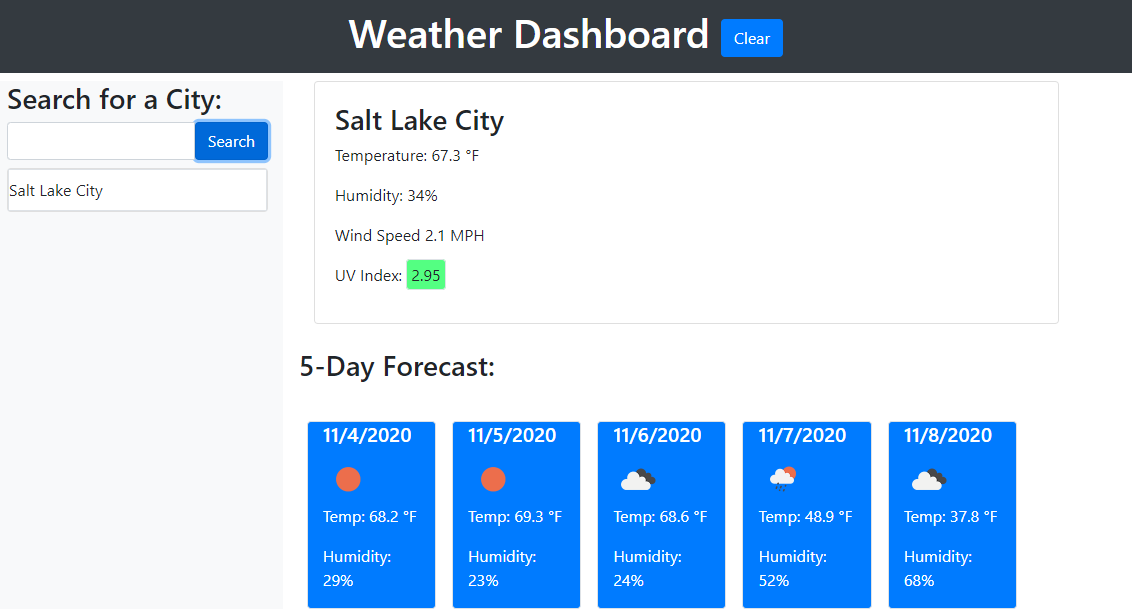 Weather Dashboard Clear
Search for a City:
Search
Salt Lake City
Salt Lake City
Temperature: 67.3 °F
Humidity: 34%
Wind Speed 2.1 MPH
UV Index: 2.95
5-Day Forecast:
11/4/2020
Temp: 68.2 °F
Humidity:
29%
11/5/2020
Temp: 69.3 °F
Humidity:
23%
11/6/2020
Temp: 68.6 °F
Humidity:
24%
11/7/2020
Temp: 48.9 °F
Humidity:
52%
11/8/2020
Temp: 37.8 °F
Humidity:
68%